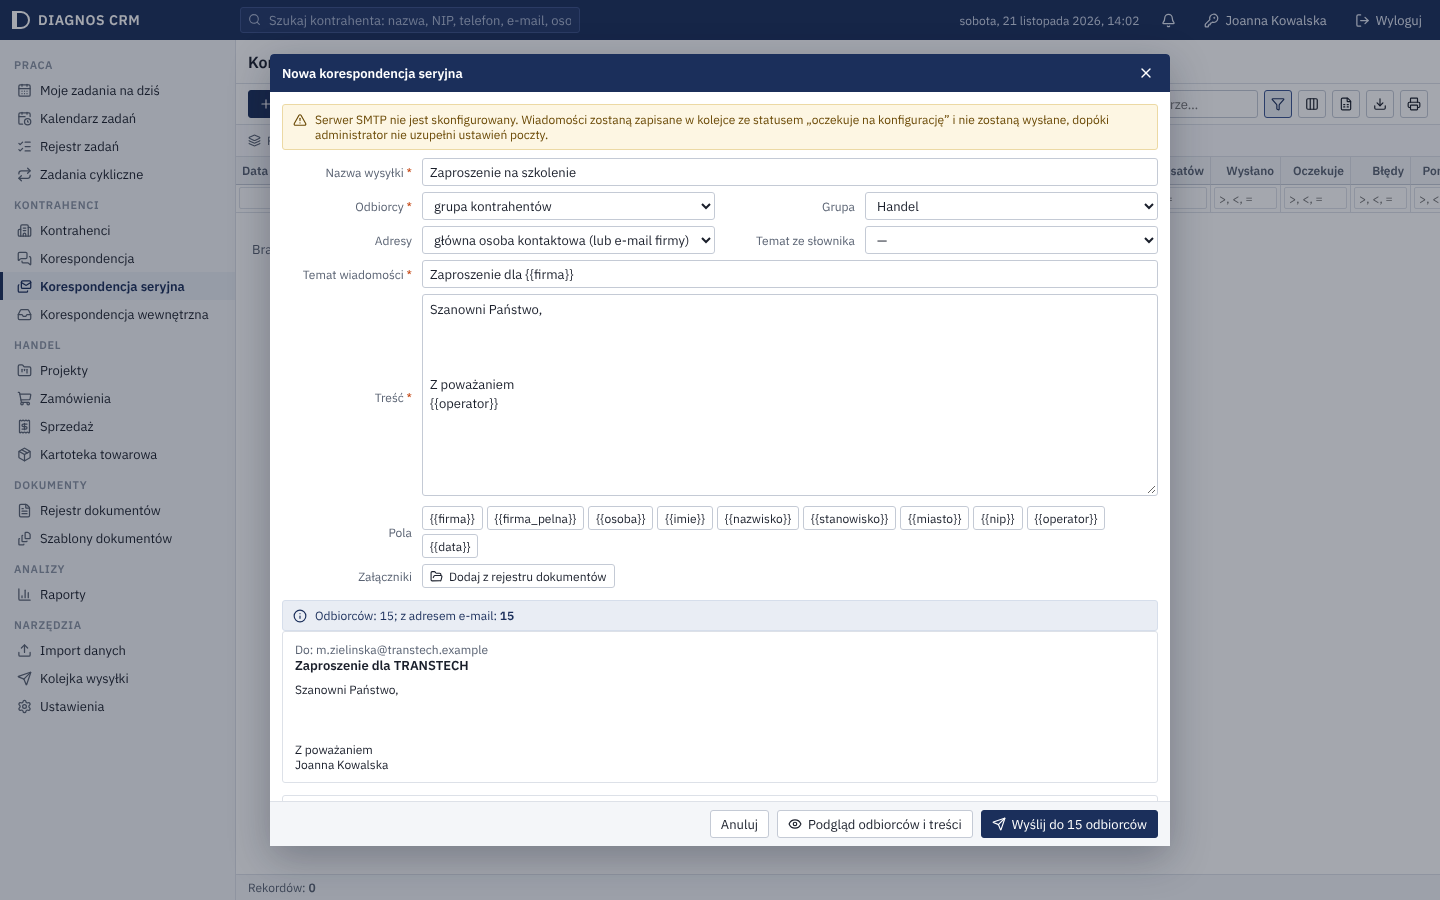 DIAGNOS CRM
Szukaj kontrahenta: nazwa, NIP, telefon, e-mail, oso
sobota, 21 listopada 2026, 14:02
Joanna Kowalska
Wyloguj
PRACA
Moje zadania na dziś
Kalendarz zadań
Rejestr zadań
Zadania cykliczne
KONTRAHENCI
Kontrahenci
Korespondencja
Korespondencja seryjna
Korespondencja wewnętrzna
HANDEL
Projekty
Zamówienia
Sprzedaż
Kartoteka towarowa
DOKUMENTY
Rejestr dokumentów
Szablony dokumentów
ANALIZY
Raporty
NARZĘDZIA
Import danych
Kolejka wysyłki
Ustawienia
Data
Wysłano
Oczekuje
Błędy
>, <, =
>, <, =
>, <, =
Rekordów: 0
Nowa korespondencja seryjna
Serwer SMTP nie jest skonfigurowany. Wiadomości zostaną zapisane w kolejce ze statusem „oczekuje na konfigurację” i nie zostaną wysłane, dopóki
administrator nie uzupełni ustawień poczty.
Nazwa wysyłki * Zaproszenie na szkolenie
Odbiorcy * grupa kontrahentów Grupa Handel
Adresy główna osoba kontaktowa (lub e-mail firmy) Temat ze słownika —
Temat wiadomości * Zaproszenie dla {{firma}}
Treść *
Szanowni Państwo,
Z poważaniem
{{operator}}
Pola
{{firma}} {{firma_pelna}} {{osoba}} {{imie}} {{nazwisko}} {{stanowisko}} {{miasto}} {{nip}} {{operator}}
{{data}}
Załączniki Dodaj z rejestru dokumentów
Odbiorców: 15; z adresem e-mail: 15
Do: m.zielinska@transtech.example
Zaproszenie dla TRANSTECH
Szanowni Państwo,
Z poważaniem
Joanna Kowalska
Anuluj
Podgląd odbiorców i treści
Wyślij do 15 odbiorców